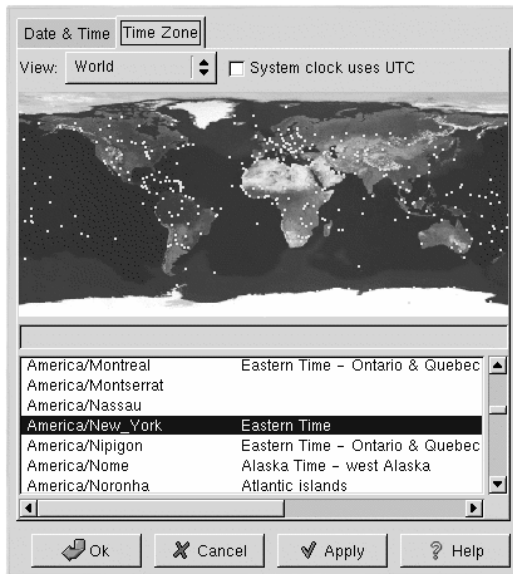 Date & Time Time Zone
View: World System clock uses UTC
America/Montreal Eastern Time – Ontario & Quebec
America/Montserrat
America/Nassau
America/New_York Eastern Time
America/Nipigon Eastern Time – Ontario & Quebec
America/Nome Alaska Time – west Alaska
America/Noronha Atlantic islands
Ok Cancel Apply Help